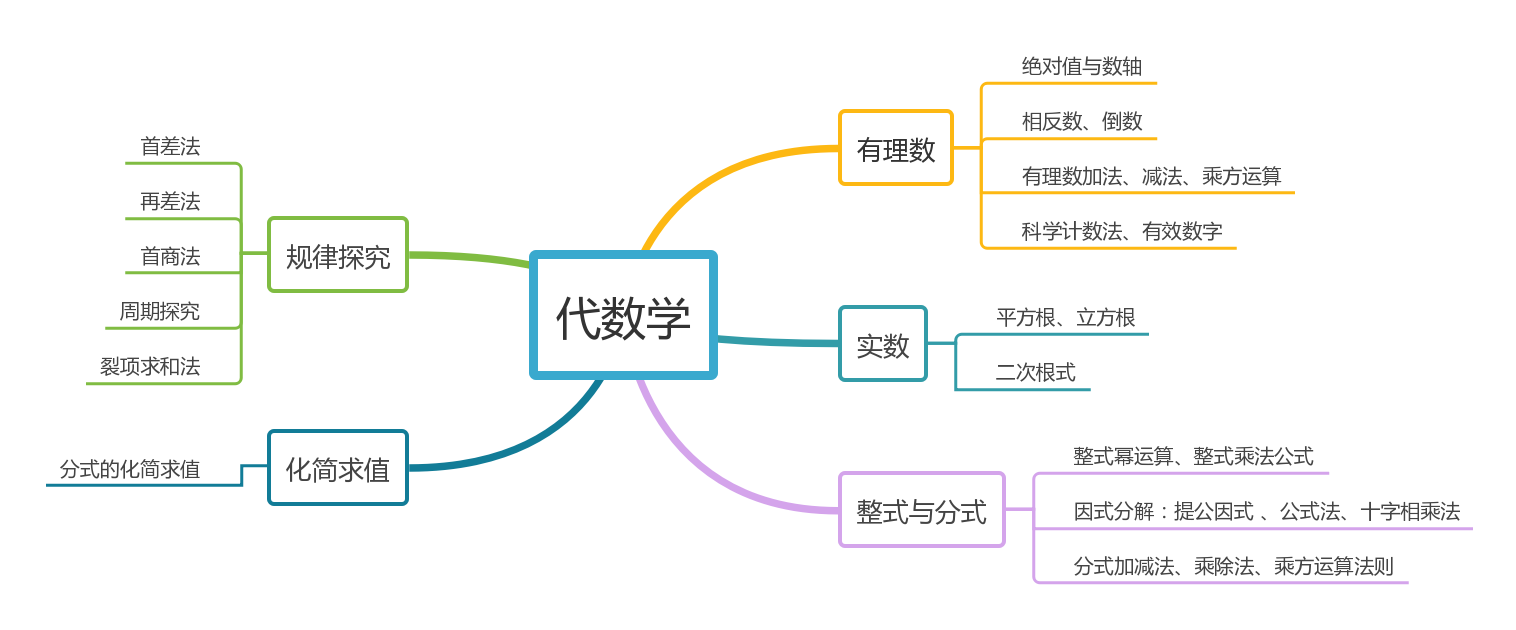 代数学
有理数
绝对值与数轴
相反数、倒数
有理数加法、减法、乘方运算
科学计数法、有效数字
实数
平方根、立方根
二次根式
整式与分式
整式幂运算、整式乘法公式
因式分解：提公因式 、公式法、十字相乘法
分式加减法、乘除法、乘方运算法则
规律探究
首差法
再差法
首商法
周期探究
裂项求和法
化简求值
分式的化简求值